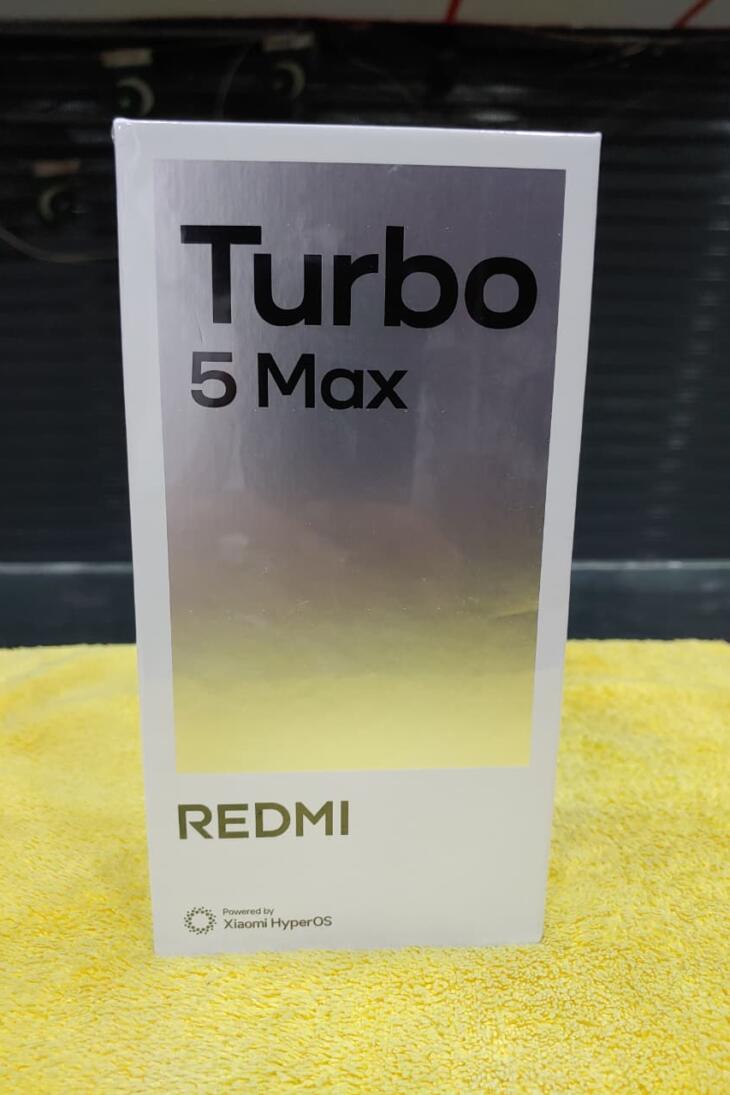 Turbo
5 Max
REDMI
Powered by
Xiaomi HyperOS